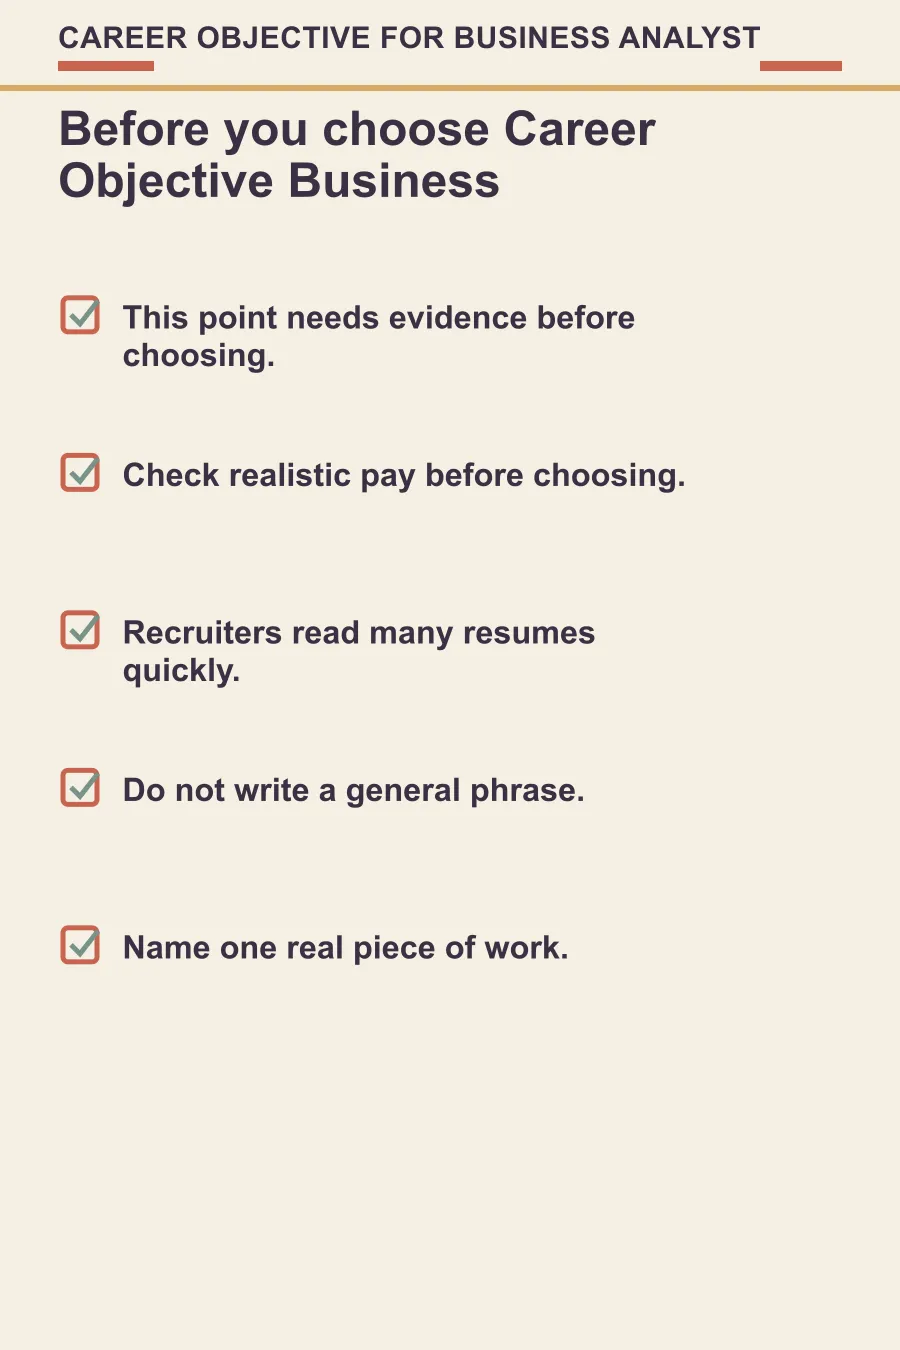 CAREER OBJECTIVE FOR BUSINESS ANALYST
Before you choose Career
Objective Business
This point needs evidence before
choosing.
Check realistic pay before choosing.
Recruiters read many resumes
quickly.
Do not write a general phrase.
Name one real piece of work.